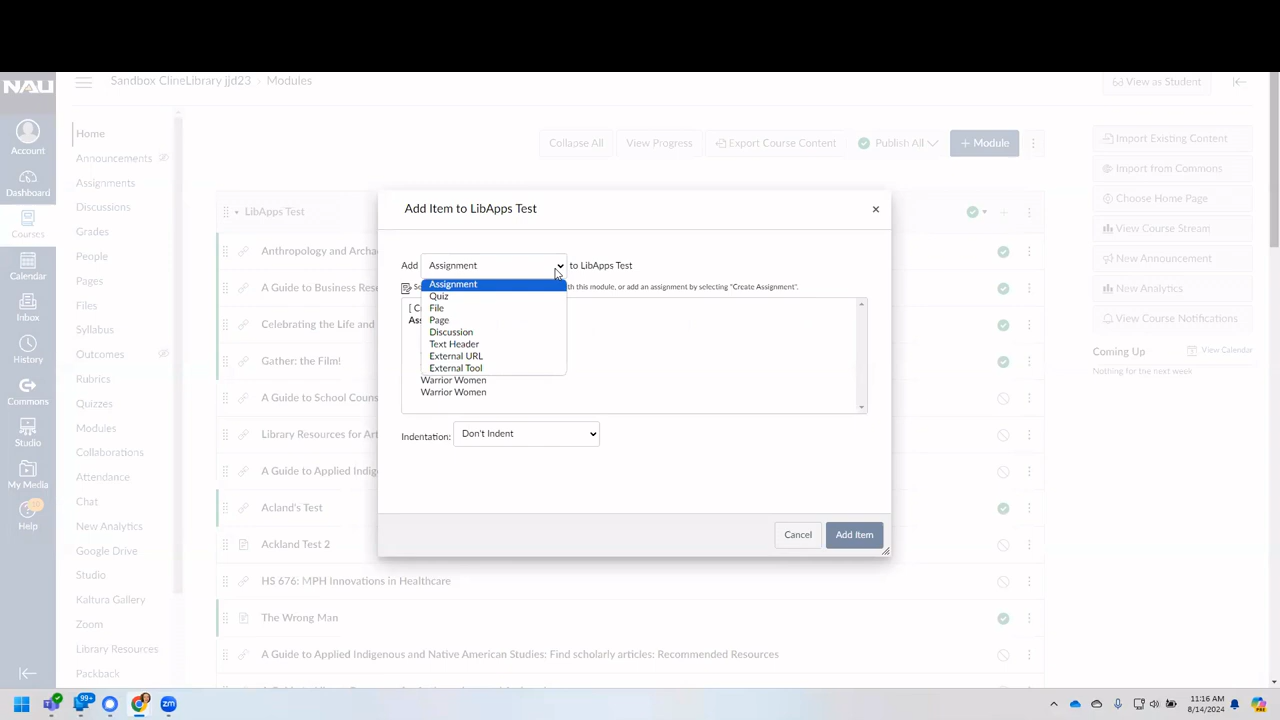 NAU
Sandbox ClineLibrary jjd23 › Modules
View as Student
Account
Dashboard
Courses
Calendar
Inbox
History
Commons
Studio
My Media
Help
Home
Announcements
Assignments
Discussions
Grades
People
Pages
Files
Syllabus
Outcomes
Rubrics
Quizzes
Modules
Collaborations
Attendance
Chat
New Analytics
Google Drive
Studio
Kaltura Gallery
Zoom
Library Resources
Packback
Collapse All
View Progress
Export Course Content
Publish All
+ Module
LibApps Test
Anthropology and Archa
A Guide to Business Rese
Celebrating the Life and
Gather: the Film!
A Guide to School Couns
Library Resources for Art
A Guide to Applied Indig
Acland's Test
Ackland Test 2
HS 676: MPH Innovations in Healthcare
The Wrong Man
A Guide to Applied Indigenous and Native American Studies: Find scholarly articles: Recommended Resources
Add Item to LibApps Test
Add Assignment to LibApps Test
th this module, or add an assignment by selecting "Create Assignment".
Assignment
Quiz
File
Page
Discussion
Text Header
External URL
External Tool
Warrior Women
Warrior Women
Indentation: Don't Indent
Cancel
Add Item
Import Existing Content
Import from Commons
Choose Home Page
View Course Stream
New Announcement
New Analytics
View Course Notifications
Coming Up
View Calendar
Nothing for the next week
99+
11:16 AM
8/14/2024